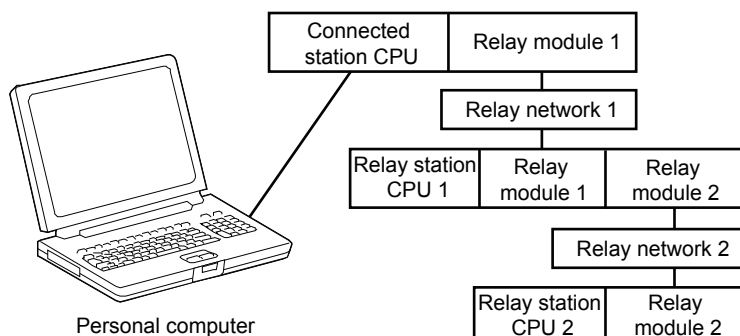 Connected
station CPU
Relay module 1
Relay network 1
Relay station
CPU 1
Relay
module 1
Relay
module 2
Relay network 2
Relay station
CPU 2
Relay
module 2
Personal computer